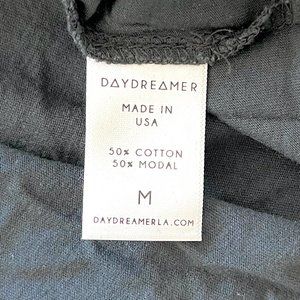 DAYDREAMER
MADE IN
USA
50% COTTON
50% MODAL
M
DAYDREAMERLA.COM